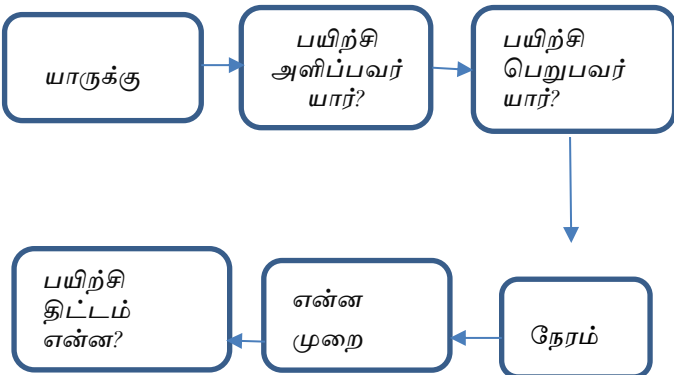 யாருக்கு
பயிற்சி
அளிப்பவர்
யார்?
பயிற்சி
பெறுபவர்
யார்?
நேரம்
என்ன
முறை
பயிற்சி
திட்டம்
என்ன?